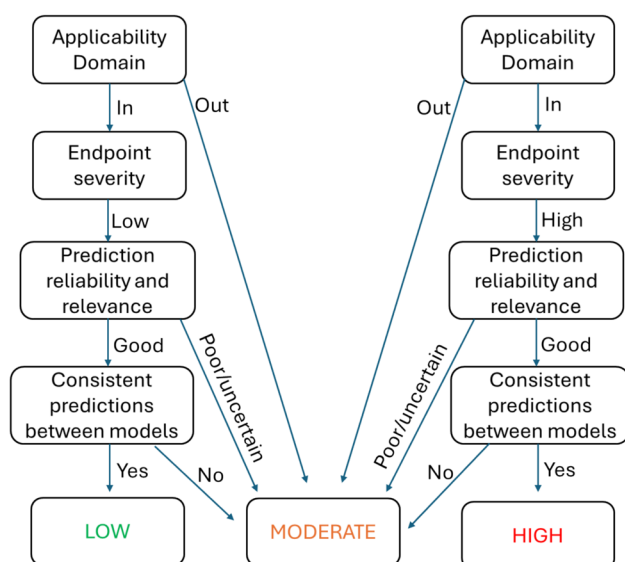 Applicability
Domain
In
Out
Endpoint
severity
Low
Prediction
reliability and
relevance
Good
Poor/uncertain
Consistent
predictions
between models
Yes
No
LOW
MODERATE
Applicability
Domain
Out
In
Endpoint
severity
High
Prediction
reliability and
relevance
Poor/uncertain
Good
Consistent
predictions
between models
No
Yes
HIGH